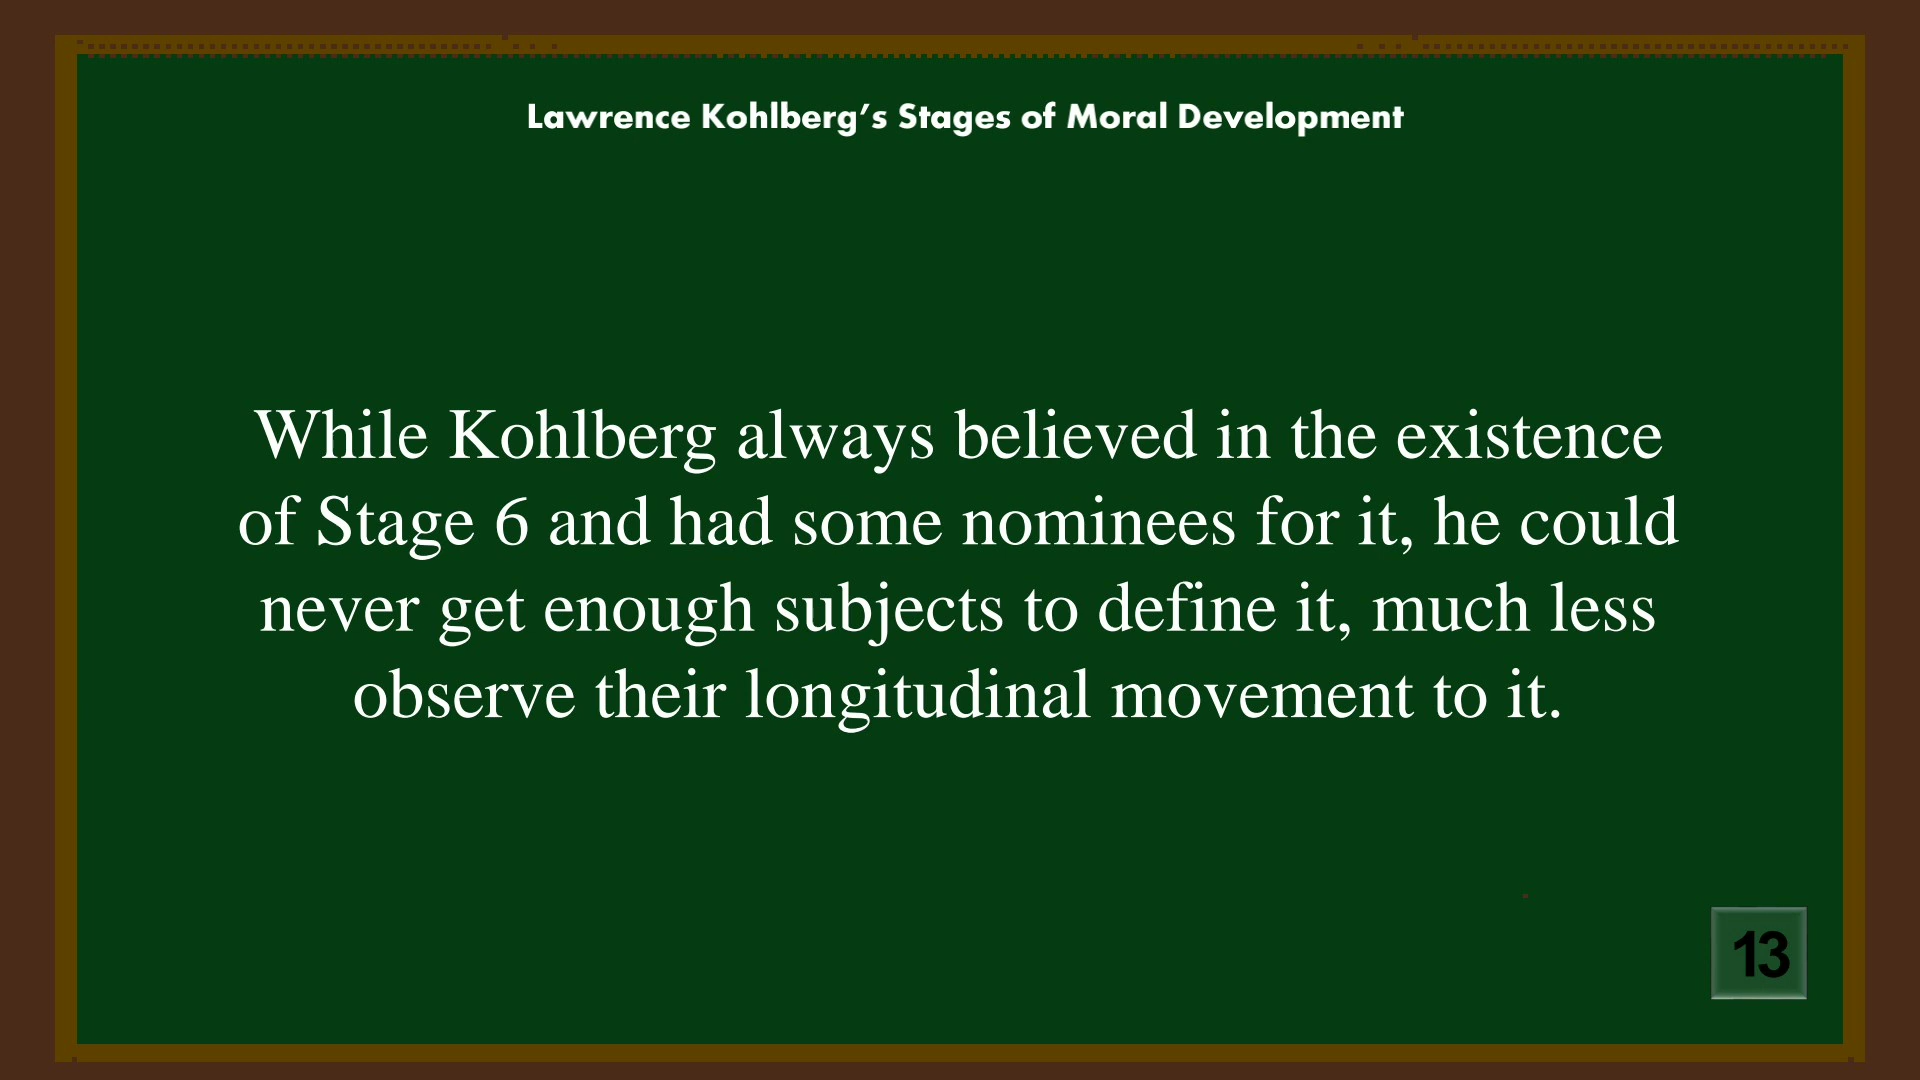 Lawrence Kohlberg's Stages of Moral Development
While Kohlberg always believed in the existence
of Stage 6 and had some nominees for it, he could
never get enough subjects to define it, much less
observe their longitudinal movement to it.
13